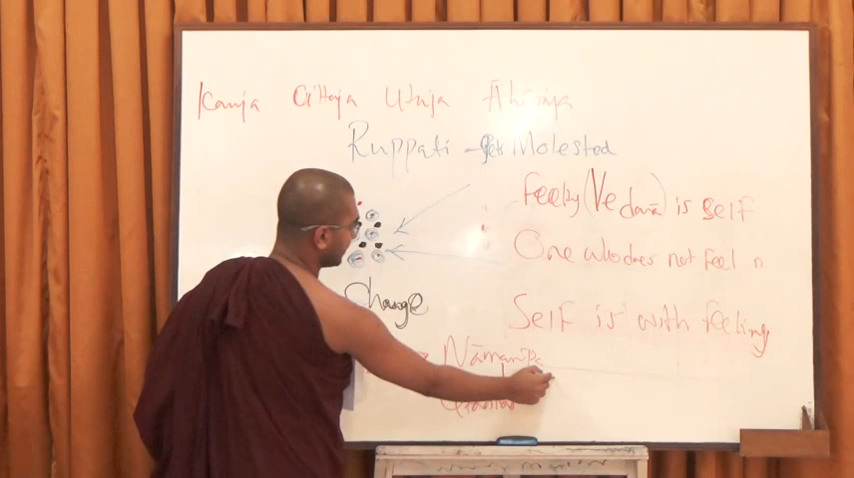 Kamja Cittaja Utuja Āhāraja
Ruppati - Gets Molested
Feeling (Vedanā) is self
One who does not feel
Change
Self is with feeling
Nāmarūpa